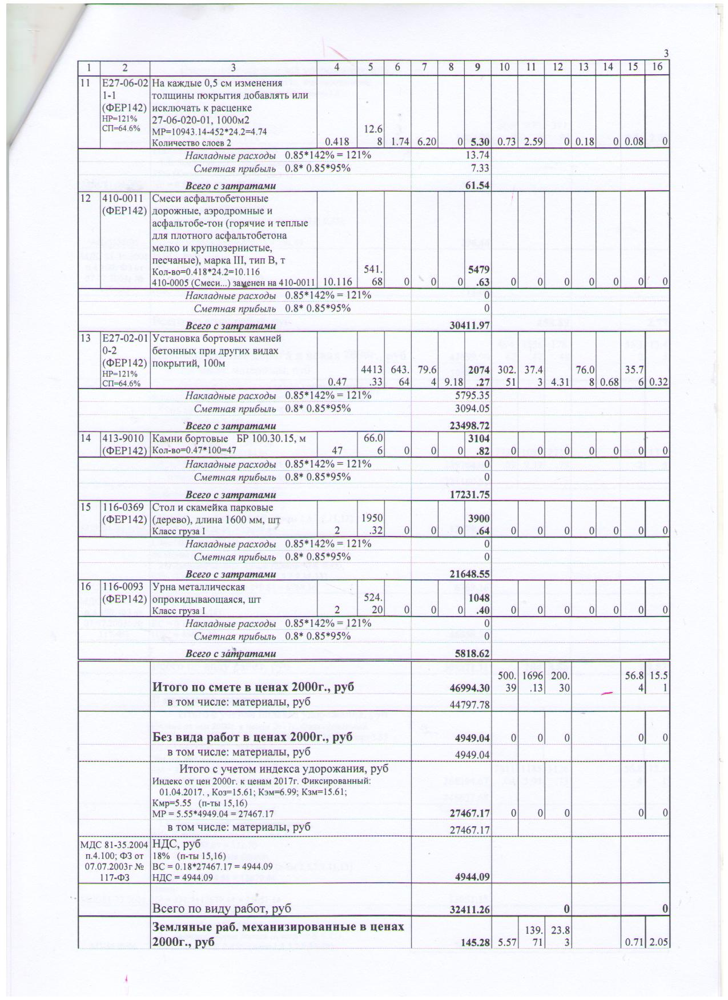 3
1 2 3 4 5 6 7 8 9 10 11 12 13 14 15 16
11 Е27-06-02 На каждые 0,5 см изменения
1-1 толщины покрытия добавлять или
(ФЕР142) исключать к расценке
НР=121% 27-06-020-01, 1000м2
СП=64.6% МР=10943.14-452*24.2=4.74 12.6
Количество слоев 2 0.418 8 1.74 6.20 0 5.30 0.73 2.59 0 0.18 0 0.08 0
Накладные расходы 0.85*142% = 121% 13.74
Сметная прибыль 0.8* 0.85*95% 7.33
Всего с затратами 61.54
12 410-0011 Смеси асфальтобетонные
(ФЕР142) дорожные, аэродромные и
асфальтобе-тон (горячие и теплые
для плотного асфальтобетона
мелко и крупнозернистые,
песчаные), марка III, тип В, т
Кол-во=0.418*24.2=10.116 541. 5479
410-0005 (Смеси...) заменен на 410-0011 10.116 68 0 0 0 .63 0 0 0 0 0 0 0
Накладные расходы 0.85*142% = 121% 0
Сметная прибыль 0.8* 0.85*95% 0
Всего с затратами 30411.97
13 Е27-02-01 Установка бортовых камней
0-2 бетонных при других видах
(ФЕР142) покрытий, 100м
НР=121% 4413 643. 79.6 2074 302. 37.4 76.0 35.7
СП=64.6% 0.47 .33 64 4 9.18 .27 51 3 4.31 8 0.68 6 0.32
Накладные расходы 0.85*142% = 121% 5795.35
Сметная прибыль 0.8* 0.85*95% 3094.05
Всего с затратами 23498.72
14 413-9010 Камни бортовые БР 100.30.15, м 66.0 3104
(ФЕР142) Кол-во=0.47*100=47 47 6 0 0 0 .82 0 0 0 0 0 0 0
Накладные расходы 0.85*142% = 121% 0
Сметная прибыль 0.8* 0.85*95% 0
Всего с затратами 17231.75
15 116-0369 Стол и скамейка парковые
(ФЕР142) (дерево), длина 1600 мм, шт 1950 3900
Класс груза I 2 .32 0 0 0 .64 0 0 0 0 0 0 0
Накладные расходы 0.85*142% = 121% 0
Сметная прибыль 0.8* 0.85*95% 0
Всего с затратами 21648.55
16 116-0093 Урна металлическая
(ФЕР142) опрокидывающаяся, шт 524. 1048
Класс груза I 2 20 0 0 0 .40 0 0 0 0 0 0 0
Накладные расходы 0.85*142% = 121% 0
Сметная прибыль 0.8* 0.85*95% 0
Всего с затратами 5818.62
500. 1696 200. 56.8 15.5
Итого по смете в ценах 2000г., руб 46994.30 39 .13 30 4 1
в том числе: материалы, руб 44797.78
Без вида работ в ценах 2000г., руб 4949.04 0 0 0 0 0
в том числе: материалы, руб 4949.04
Итого с учетом индекса удорожания, руб
Индекс от цен 2000г. к ценам 2017г. Фиксированный:
01.04.2017. , Коз=15.61; Кэм=6.99; Кзм=15.61;
Кмр=5.55 (п-ты 15,16)
МР = 5.55*4949.04 = 27467.17 27467.17 0 0 0 0 0
в том числе: материалы, руб 27467.17
МДС 81-35.2004 НДС, руб
п.4.100; ФЗ от 18% (п-ты 15,16)
07.07.2003г № ВС = 0.18*27467.17 = 4944.09
117-ФЗ НДС = 4944.09 4944.09
Всего по виду работ, руб 32411.26 0 0
Земляные раб. механизированные в ценах 139. 23.8
2000г., руб 145.28 5.57 71 3 0.71 2.05